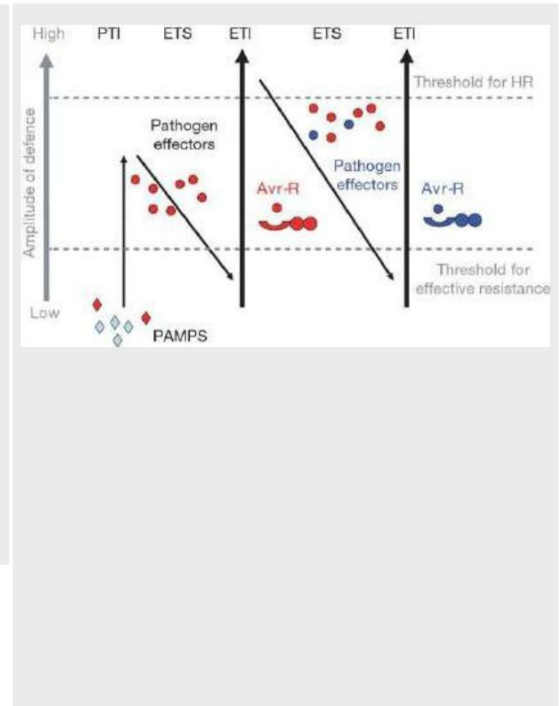 High PTI ETS ETI ETS ETI
Threshold for HR
Pathogen
effectors
Pathogen
effectors
Avr-R
Avr-R
Amplitude of defence
Threshold for
effective resistance
Low
PAMPS